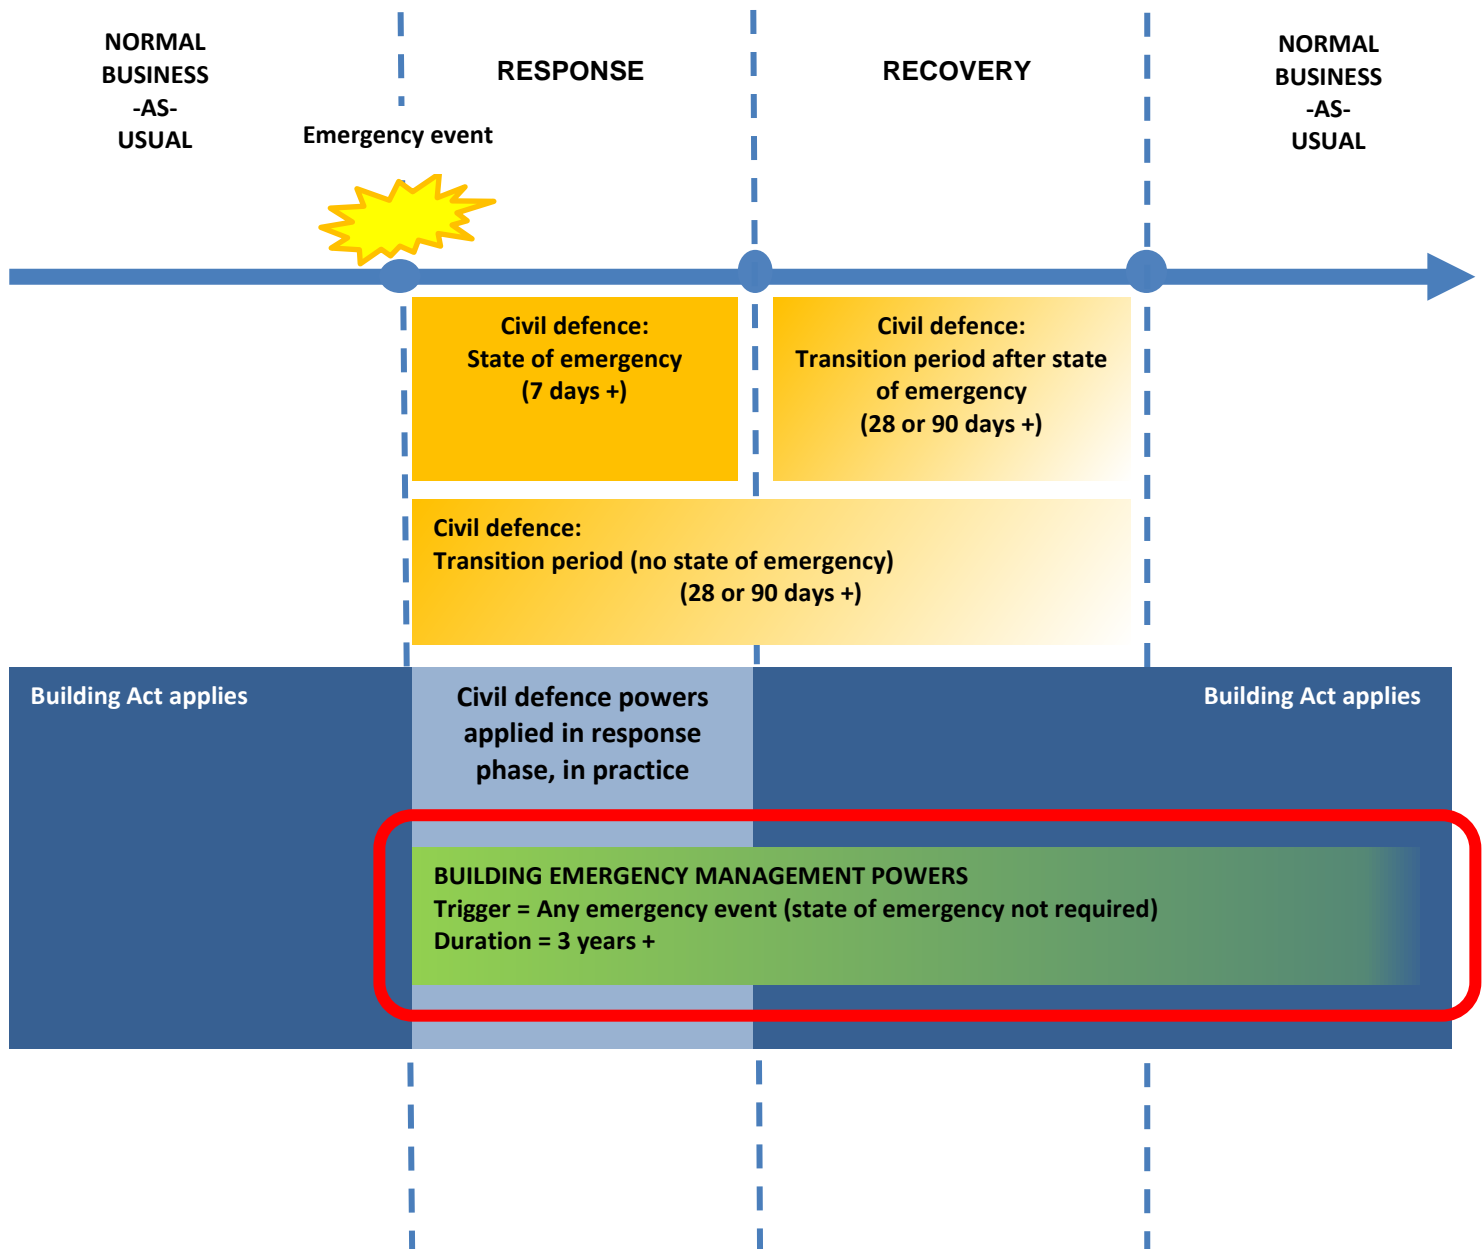 NORMAL
BUSINESS
-AS-
USUAL
Emergency event
RESPONSE
RECOVERY
NORMAL
BUSINESS
-AS-
USUAL
Civil defence:
State of emergency
(7 days +)
Civil defence:
Transition period after state
of emergency
(28 or 90 days +)
Civil defence:
Transition period (no state of emergency)
(28 or 90 days +)
Building Act applies
Civil defence powers
applied in response
phase, in practice
Building Act applies
BUILDING EMERGENCY MANAGEMENT POWERS
Trigger = Any emergency event (state of emergency not required)
Duration = 3 years +